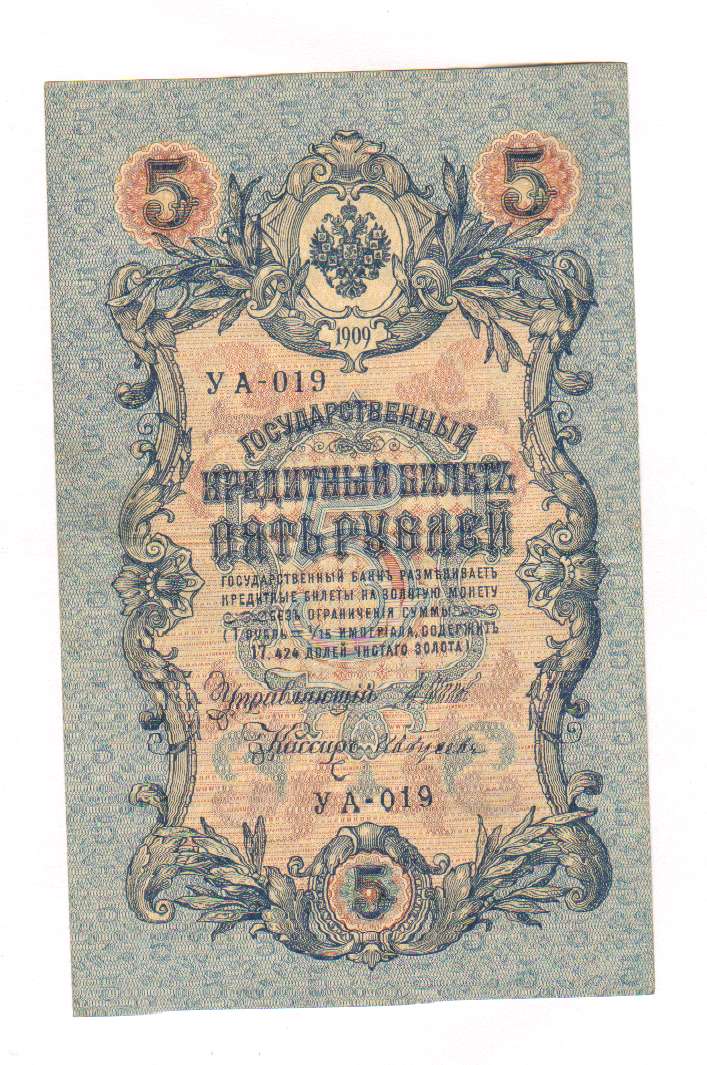 5 5
1909
УА-019
ГОСУДАРСТВЕННЫЙ
КРЕДИТНЫЙ БИЛЕТЪ
ПЯТЬ РУБЛЕЙ
ГОСУДАРСТВЕННЫЙ БАНКЪ РАЗМѢНИВАЕТЪ
КРЕДИТНЫЕ БИЛЕТЫ НА ЗОЛОТУЮ МОНЕТУ
БЕЗЪ ОГРАНИЧЕНІЯ СУММЫ
(1 РУБЛЬ = 1/15 ИМПЕРІАЛА, СОДЕРЖИТЪ
17,424 ДОЛЕЙ ЧИСТАГО ЗОЛОТА)
Управляющій
Кассиръ
УА-019
5